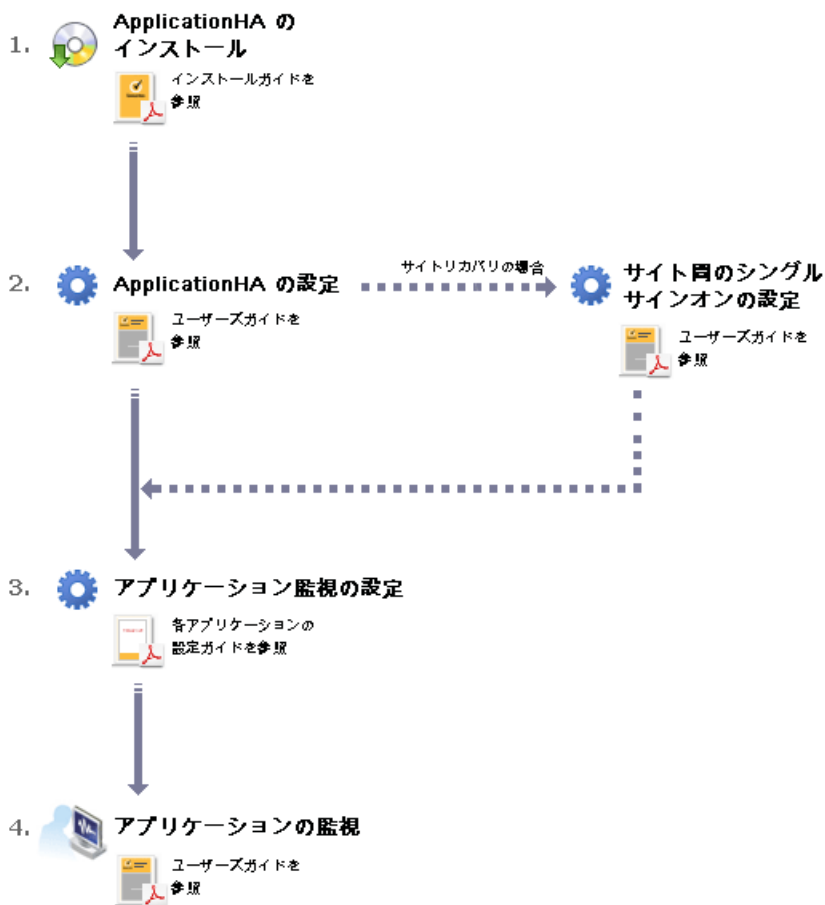 1. ApplicationHA の
インストール
インストールガイドを
参照
2. ApplicationHA の設定
ユーザーズガイドを
参照
サイトリカバリの場合
サイト間のシングル
サインオンの設定
ユーザーズガイドを
参照
3. アプリケーション監視の設定
各アプリケーションの
設定ガイドを参照
4. アプリケーションの監視
ユーザーズガイドを
参照